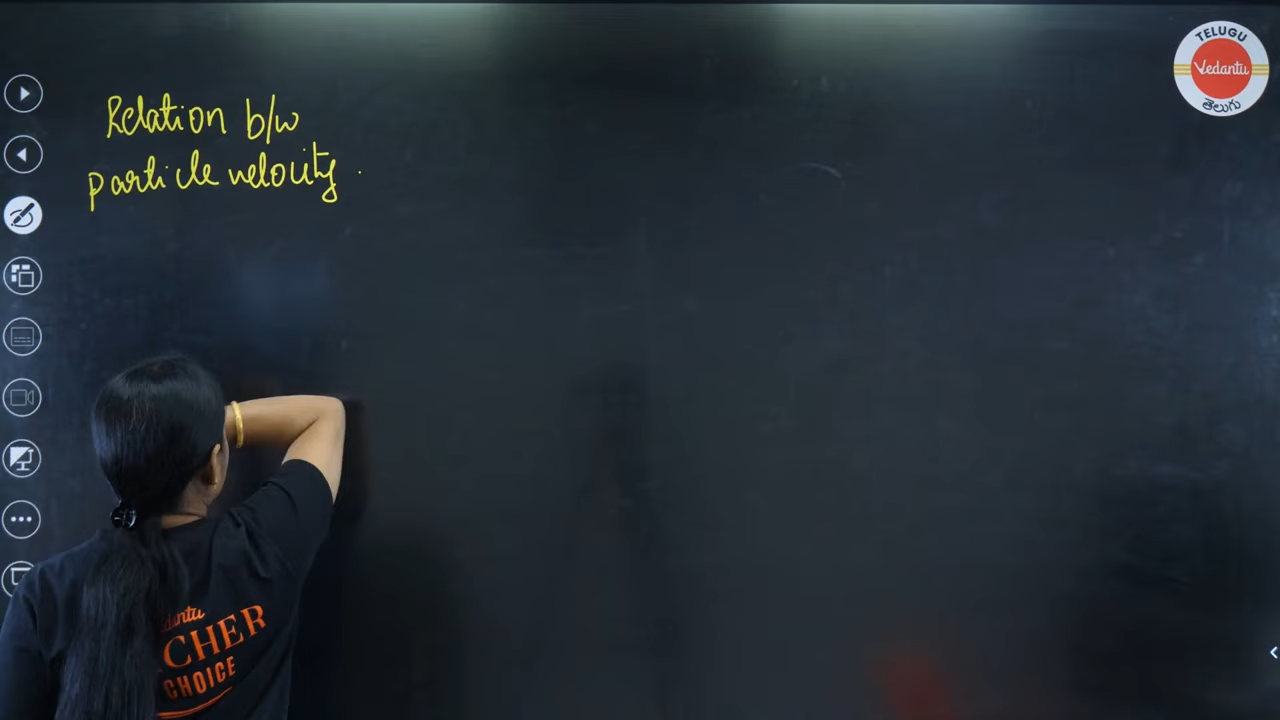 Relation b/w
particle velocity .
TELUGU
Vedantu
తెలుగు
CHER
CHOICE